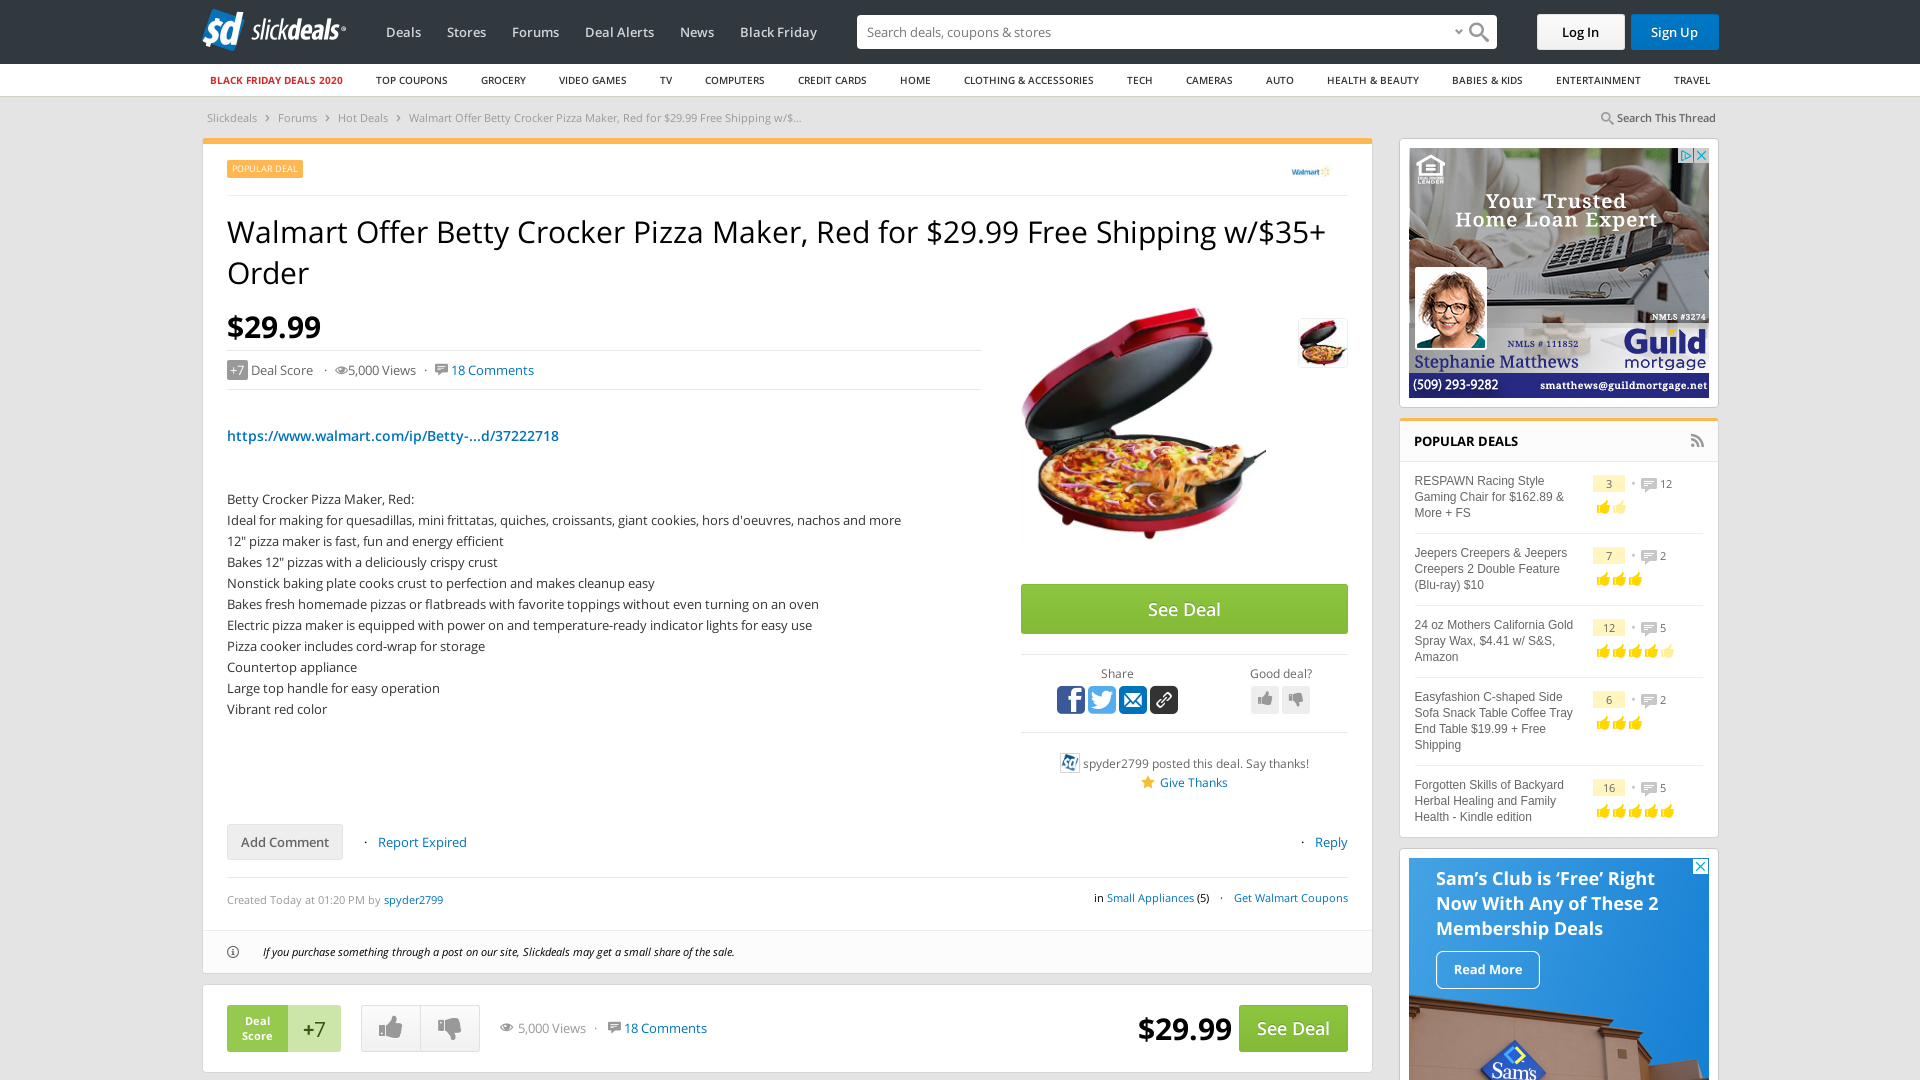 sd slickdeals
Deals
Stores
Forums
Deal Alerts
News
Black Friday
Search deals, coupons & stores
Log In
Sign Up
BLACK FRIDAY DEALS 2020
TOP COUPONS
GROCERY
VIDEO GAMES
TV
COMPUTERS
CREDIT CARDS
HOME
CLOTHING & ACCESSORIES
TECH
CAMERAS
AUTO
HEALTH & BEAUTY
BABIES & KIDS
ENTERTAINMENT
TRAVEL
Slickdeals › Forums › Hot Deals › Walmart Offer Betty Crocker Pizza Maker, Red for $29.99 Free Shipping w/$...
Search This Thread
POPULAR DEAL
Walmart
Walmart Offer Betty Crocker Pizza Maker, Red for $29.99 Free Shipping w/$35+
Order
$29.99
+7 Deal Score · 5,000 Views · 18 Comments
https://www.walmart.com/ip/Betty-...d/37222718
Betty Crocker Pizza Maker, Red:
Ideal for making for quesadillas, mini frittatas, quiches, croissants, giant cookies, hors d'oeuvres, nachos and more
12" pizza maker is fast, fun and energy efficient
Bakes 12" pizzas with a deliciously crispy crust
Nonstick baking plate cooks crust to perfection and makes cleanup easy
Bakes fresh homemade pizzas or flatbreads with favorite toppings without even turning on an oven
Electric pizza maker is equipped with power on and temperature-ready indicator lights for easy use
Pizza cooker includes cord-wrap for storage
Countertop appliance
Large top handle for easy operation
Vibrant red color
See Deal
Share
Good deal?
sd spyder2799 posted this deal. Say thanks!
Give Thanks
Add Comment
· Report Expired
· Reply
Created Today at 01:20 PM by spyder2799
in Small Appliances (5) · Get Walmart Coupons
If you purchase something through a post on our site, Slickdeals may get a small share of the sale.
Deal
Score
+7
5,000 Views · 18 Comments
$29.99
See Deal
Your Trusted
Home Loan Expert
NMLS #3274
NMLS # 111852
Guild
mortgage
Stephanie Matthews
(509) 293-9282
smatthews@guildmortgage.net
POPULAR DEALS
RESPAWN Racing Style
Gaming Chair for $162.89 &
More + FS
3 · 12
Jeepers Creepers & Jeepers
Creepers 2 Double Feature
(Blu-ray) $10
7 · 2
24 oz Mothers California Gold
Spray Wax, $4.41 w/ S&S,
Amazon
12 · 5
Easyfashion C-shaped Side
Sofa Snack Table Coffee Tray
End Table $19.99 + Free
Shipping
6 · 2
Forgotten Skills of Backyard
Herbal Healing and Family
Health - Kindle edition
16 · 5
Sam's Club is ‘Free’ Right
Now With Any of These 2
Membership Deals
Read More
Sam's